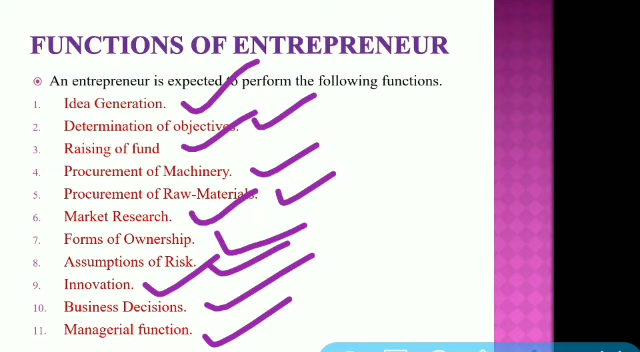 FUNCTIONS OF ENTREPRENEUR
An entrepreneur is expected to perform the following functions.
1. Idea Generation.
2. Determination of objectives.
3. Raising of fund
4. Procurement of Machinery.
5. Procurement of Raw-Materials.
6. Market Research.
7. Forms of Ownership.
8. Assumptions of Risk.
9. Innovation.
10. Business Decisions.
11. Managerial function.